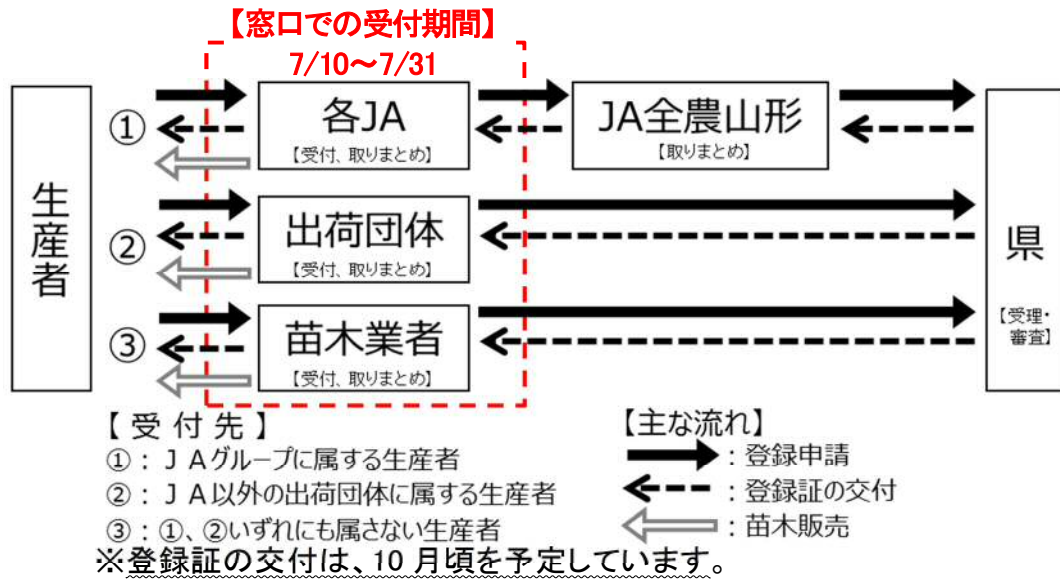 【窓口での受付期間】
7/10～7/31
生産者
①
各JA
【受付、取りまとめ】
JA全農山形
【取りまとめ】
②
出荷団体
【受付、取りまとめ】
③
苗木業者
【受付、取りまとめ】
県
【受理・
審査】
【 受 付 先 】
①：ＪＡグループに属する生産者
②：ＪＡ以外の出荷団体に属する生産者
③：①、②いずれにも属さない生産者
【主な流れ】
：登録申請
：登録証の交付
：苗木販売
※登録証の交付は、10 月頃を予定しています。